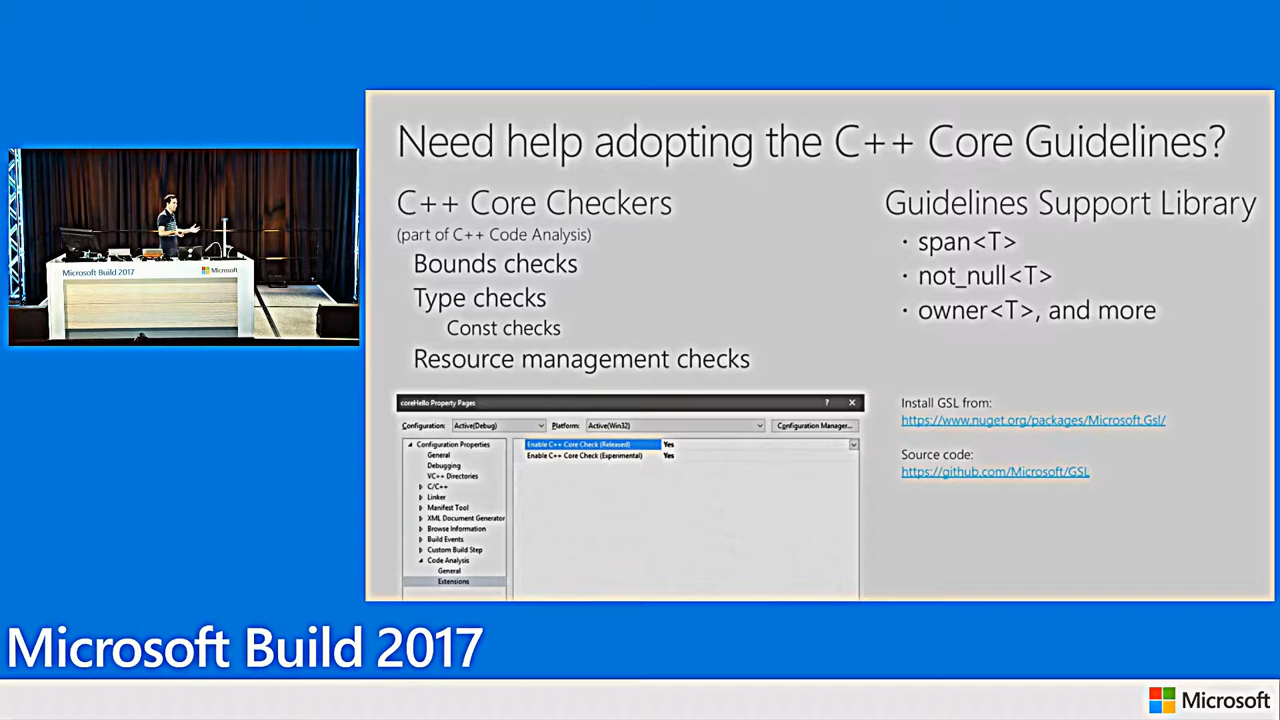 Need help adopting the C++ Core Guidelines?
C++ Core Checkers
(part of C++ Code Analysis)
Bounds checks
Type checks
Const checks
Resource management checks
Guidelines Support Library
• span<T>
• not_null<T>
• owner<T>, and more
Install GSL from:
https://www.nuget.org/packages/Microsoft.Gsl/
Source code:
https://github.com/Microsoft/GSL
coreHello Property Pages ? ×
Configuration: Active(Debug) Platform: Active(Win32) Configuration Manager...
Configuration Properties
General
Debugging
VC++ Directories
C/C++
Linker
Manifest Tool
XML Document Generator
Browse Information
Build Events
Custom Build Step
Code Analysis
General
Extensions
Enable C++ Core Check (Released) Yes
Enable C++ Core Check (Experimental) Yes
Microsoft Build 2017 Microsoft
Microsoft Build 2017
Microsoft